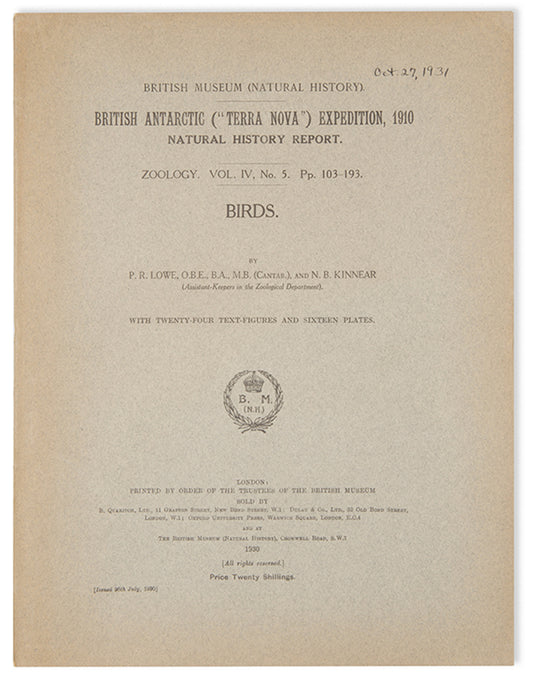 Oct. 27, 1931
BRITISH MUSEUM (NATURAL HISTORY).
BRITISH ANTARCTIC ("TERRA NOVA") EXPEDITION, 1910
NATURAL HISTORY REPORT.
ZOOLOGY. VOL. IV, No. 5. Pp. 103-193.
BIRDS.
BY
P. R. LOWE, O.B.E., B.A., M.B. (CANTAB.), AND N. B. KINNEAR
(Assistant-Keepers in the Zoological Department).
WITH TWENTY-FOUR TEXT-FIGURES AND SIXTEEN PLATES.
B. M.
(N.H.)
LONDON:
PRINTED BY ORDER OF THE TRUSTEES OF THE BRITISH MUSEUM
SOLD BY
B. QUARITCH, LTD., 11 GRAFTON STREET, NEW BOND STREET, W.1; DULAU & CO., LTD., 32 OLD BOND STREET,
LONDON, W.1; OXFORD UNIVERSITY PRESS, WARWICK SQUARE, LONDON, E.C.4
AND AT
THE BRITISH MUSEUM (NATURAL HISTORY), CROMWELL ROAD, S.W.7
1930
[All rights reserved.]
Price Twenty Shillings.
[Issued 26th July, 1930]